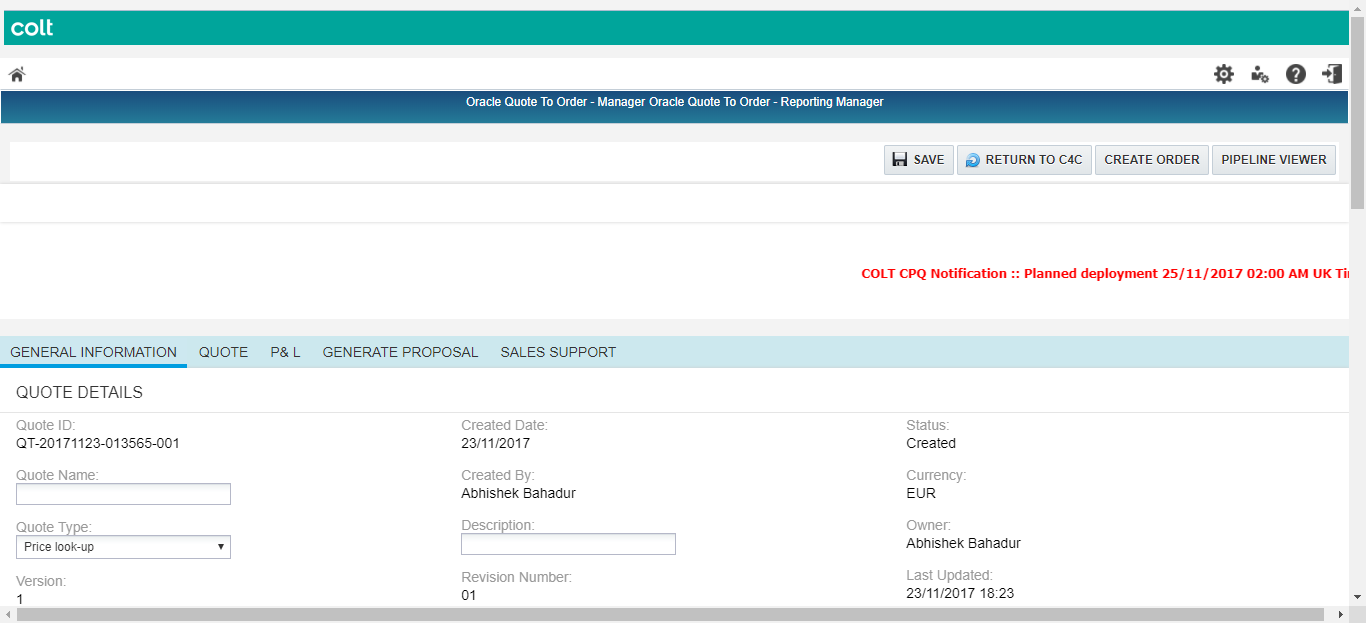 colt
Oracle Quote To Order - Manager Oracle Quote To Order - Reporting Manager
SAVE RETURN TO C4C CREATE ORDER PIPELINE VIEWER
COLT CPQ Notification :: Planned deployment 25/11/2017 02:00 AM UK
GENERAL INFORMATION QUOTE P& L GENERATE PROPOSAL SALES SUPPORT
QUOTE DETAILS
Quote ID: Created Date: Status:
QT-20171123-013565-001 23/11/2017 Created
Quote Name: Created By: Currency:
Abhishek Bahadur EUR
Quote Type: Description: Owner:
Price look-up Abhishek Bahadur
Version: Revision Number: Last Updated:
1 01 23/11/2017 18:23